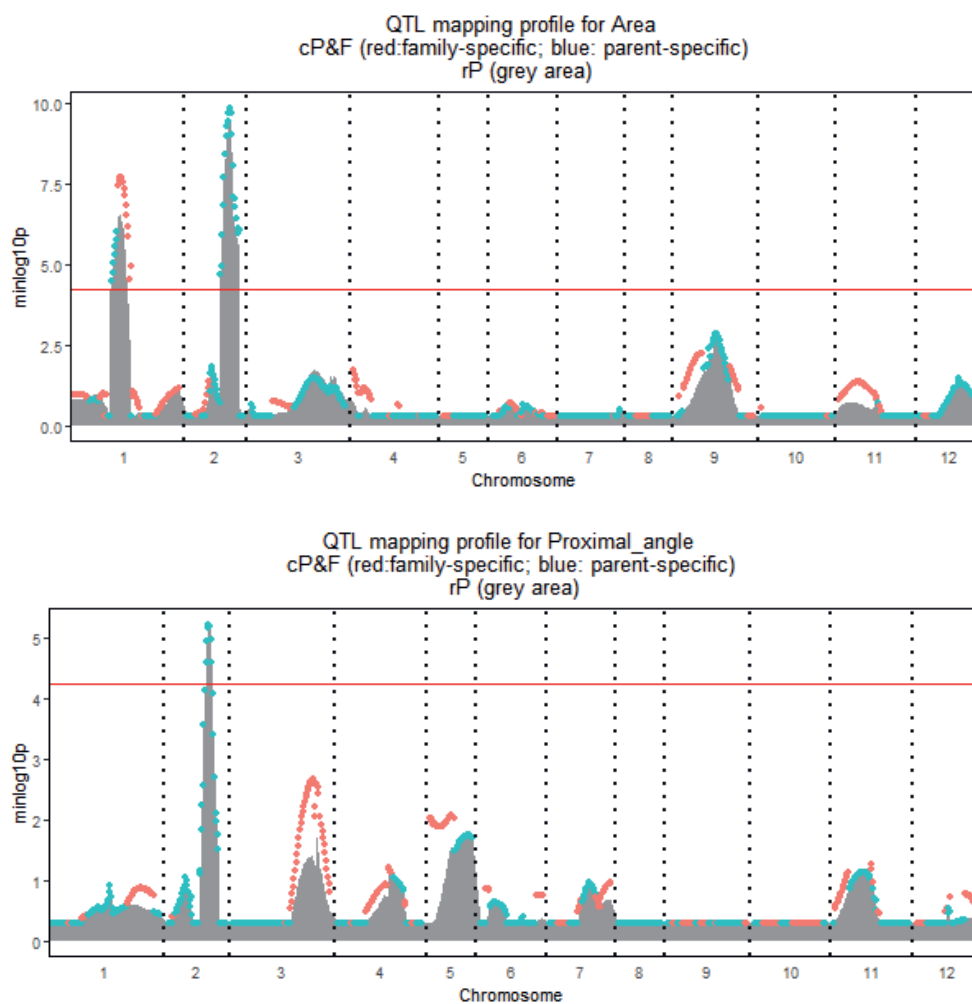 QTL mapping profile for Area
cP&F (red:family-specific; blue: parent-specific)
rP (grey area)
10.0
7.5
5.0
2.5
0.0
minlog10p
1 2 3 4 5 6 7 8 9 10 11 12
Chromosome
QTL mapping profile for Proximal_angle
cP&F (red:family-specific; blue: parent-specific)
rP (grey area)
5
4
3
2
1
0
minlog10p
1 2 3 4 5 6 7 8 9 10 11 12
Chromosome